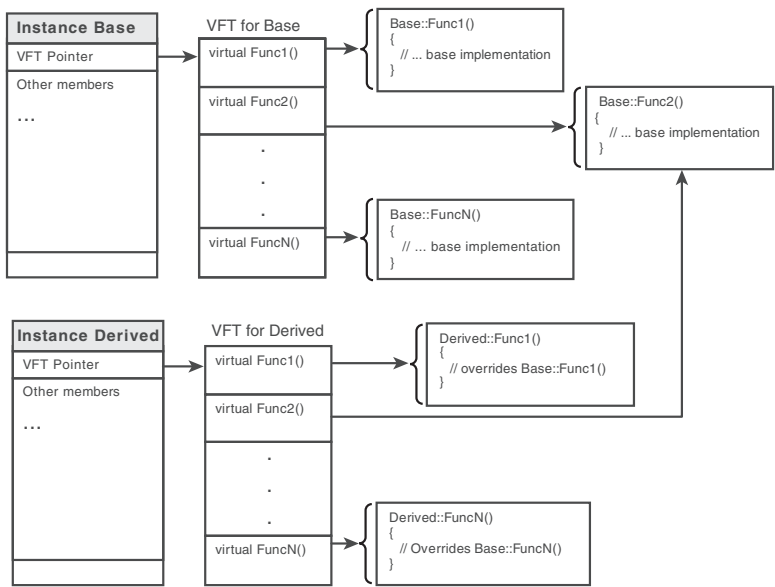 Instance Base
VFT Pointer
Other members
...
VFT for Base
virtual Func1()
virtual Func2()
.
.
.
virtual FuncN()
Base::Func1()
{
// ... base implementation
}
Base::Func2()
{
// ... base implementation
}
Base::FuncN()
{
// ... base implementation
}
Instance Derived
VFT Pointer
Other members
...
VFT for Derived
virtual Func1()
virtual Func2()
.
.
.
virtual FuncN()
Derived::Func1()
{
// overrides Base::Func1()
}
Derived::FuncN()
{
// Overrides Base::FuncN()
}